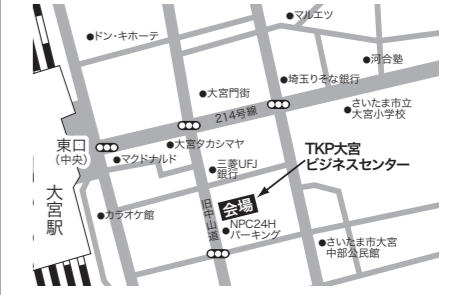 ●マルエツ
●ドン・キホーテ
●河合塾
●埼玉りそな銀行
●大宮門街
214号線
●さいたま市立
大宮小学校
東口
(中央)
●大宮タカシマヤ
●マクドナルド
●三菱UFJ
銀行
TKP大宮
ビジネスセンター
大宮駅
●カラオケ館
旧中山道
会場
●NPC24H
パーキング
●さいたま市大宮
中部公民館